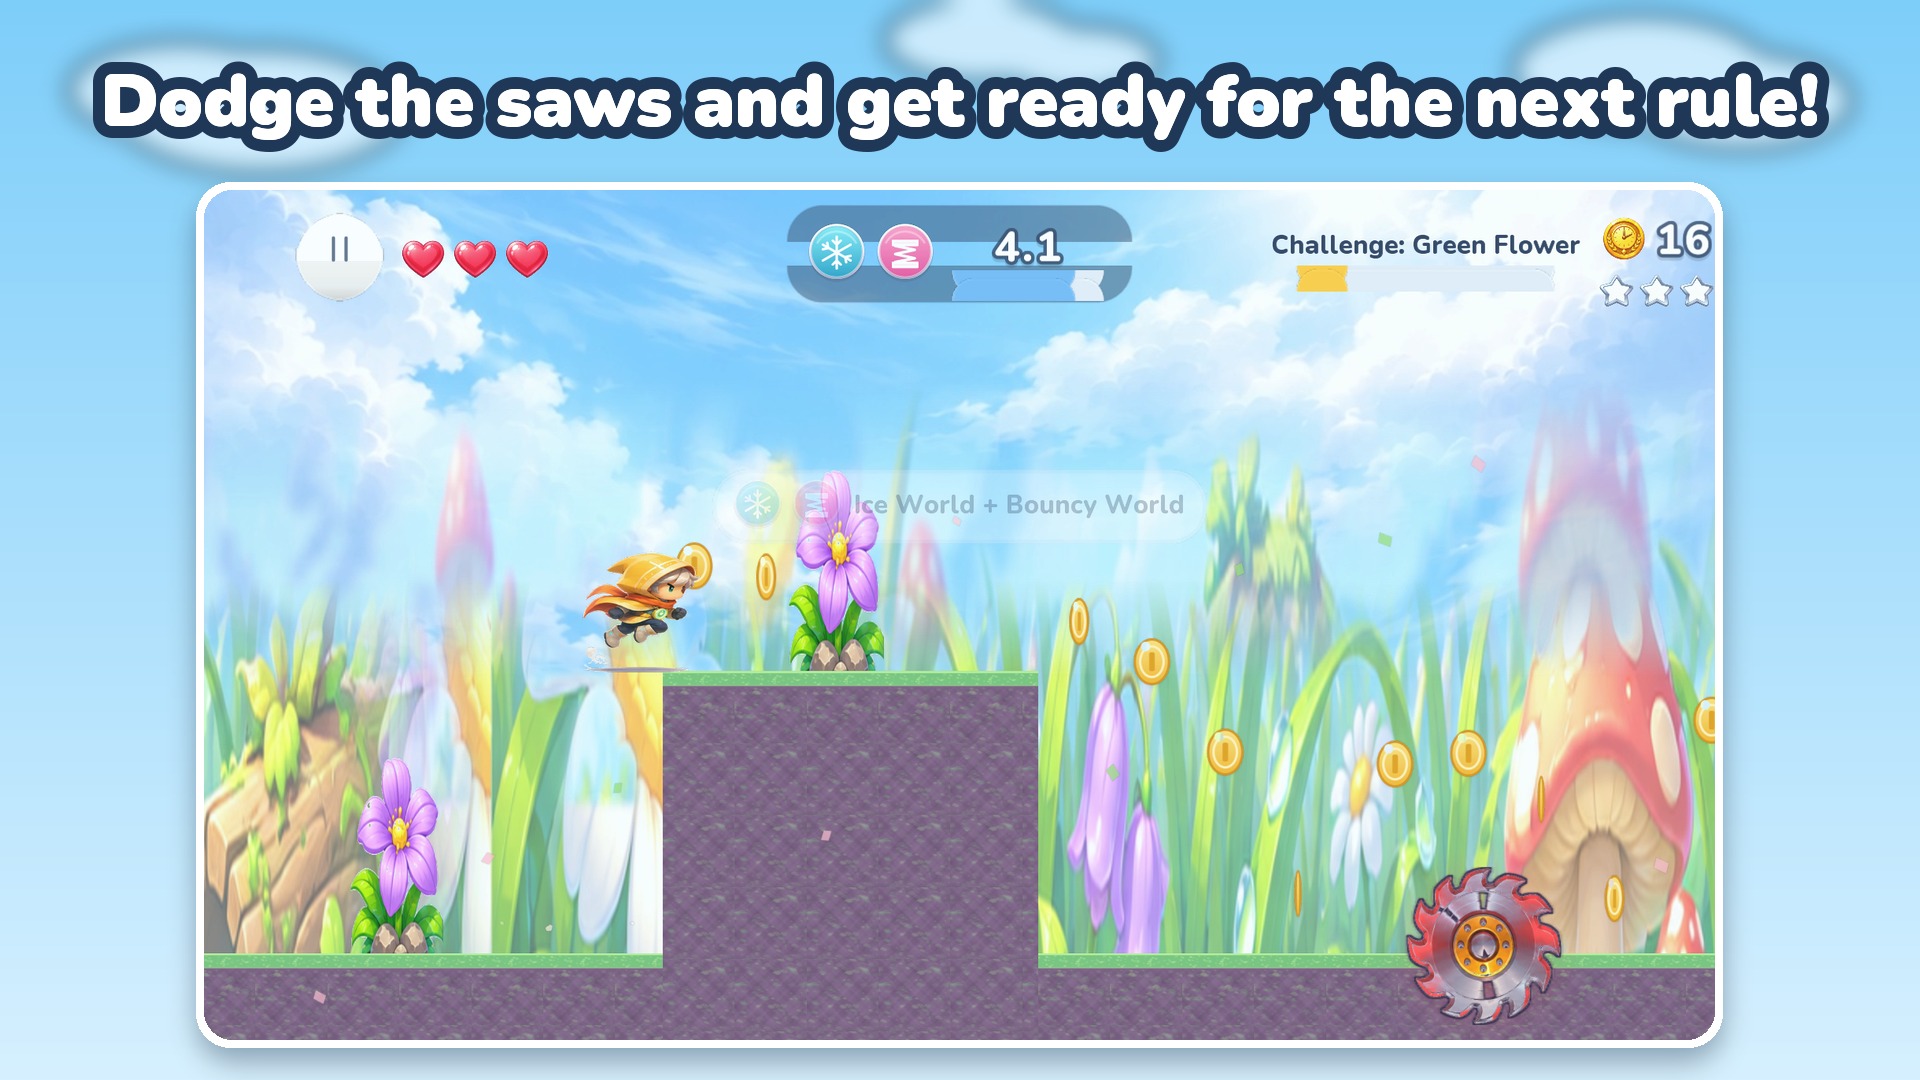 Dodge the saws and get ready for the next rule!
4.1
Challenge: Green Flower
16
Ice World + Bouncy World